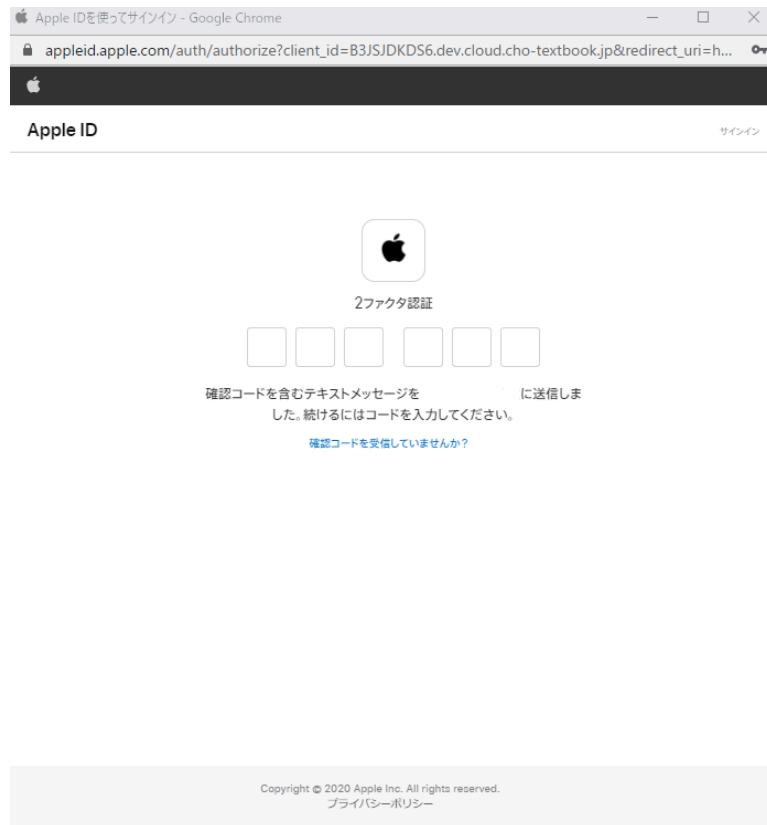 Apple IDを使ってサインイン - Google Chrome
appleid.apple.com/auth/authorize?client_id=B3JSJDKDS6.dev.cloud.cho-textbook.jp&redirect_uri=h...
Apple ID
サインイン
2ファクタ認証
確認コードを含むテキストメッセージを に送信しま
した。続けるにはコードを入力してください。
確認コードを受信していませんか?
Copyright © 2020 Apple Inc. All rights reserved.
プライバシーポリシー